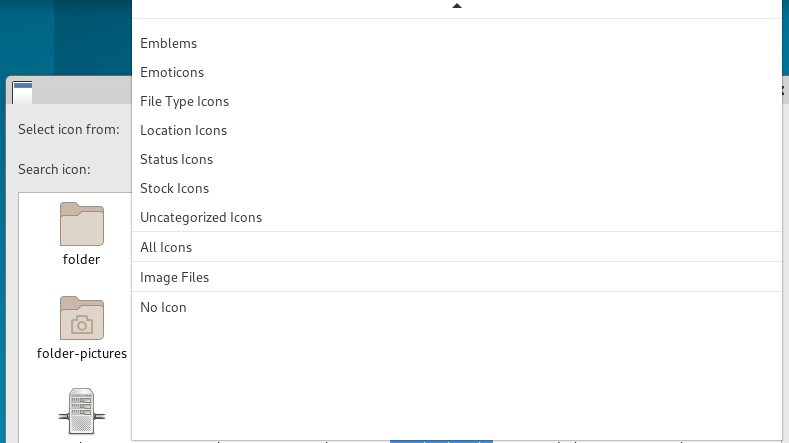 Emblems
Emoticons
File Type Icons
Location Icons
Select icon from:
Status Icons
Search icon:
Stock Icons
Uncategorized Icons
All Icons
folder
Image Files
No Icon
folder-pictures